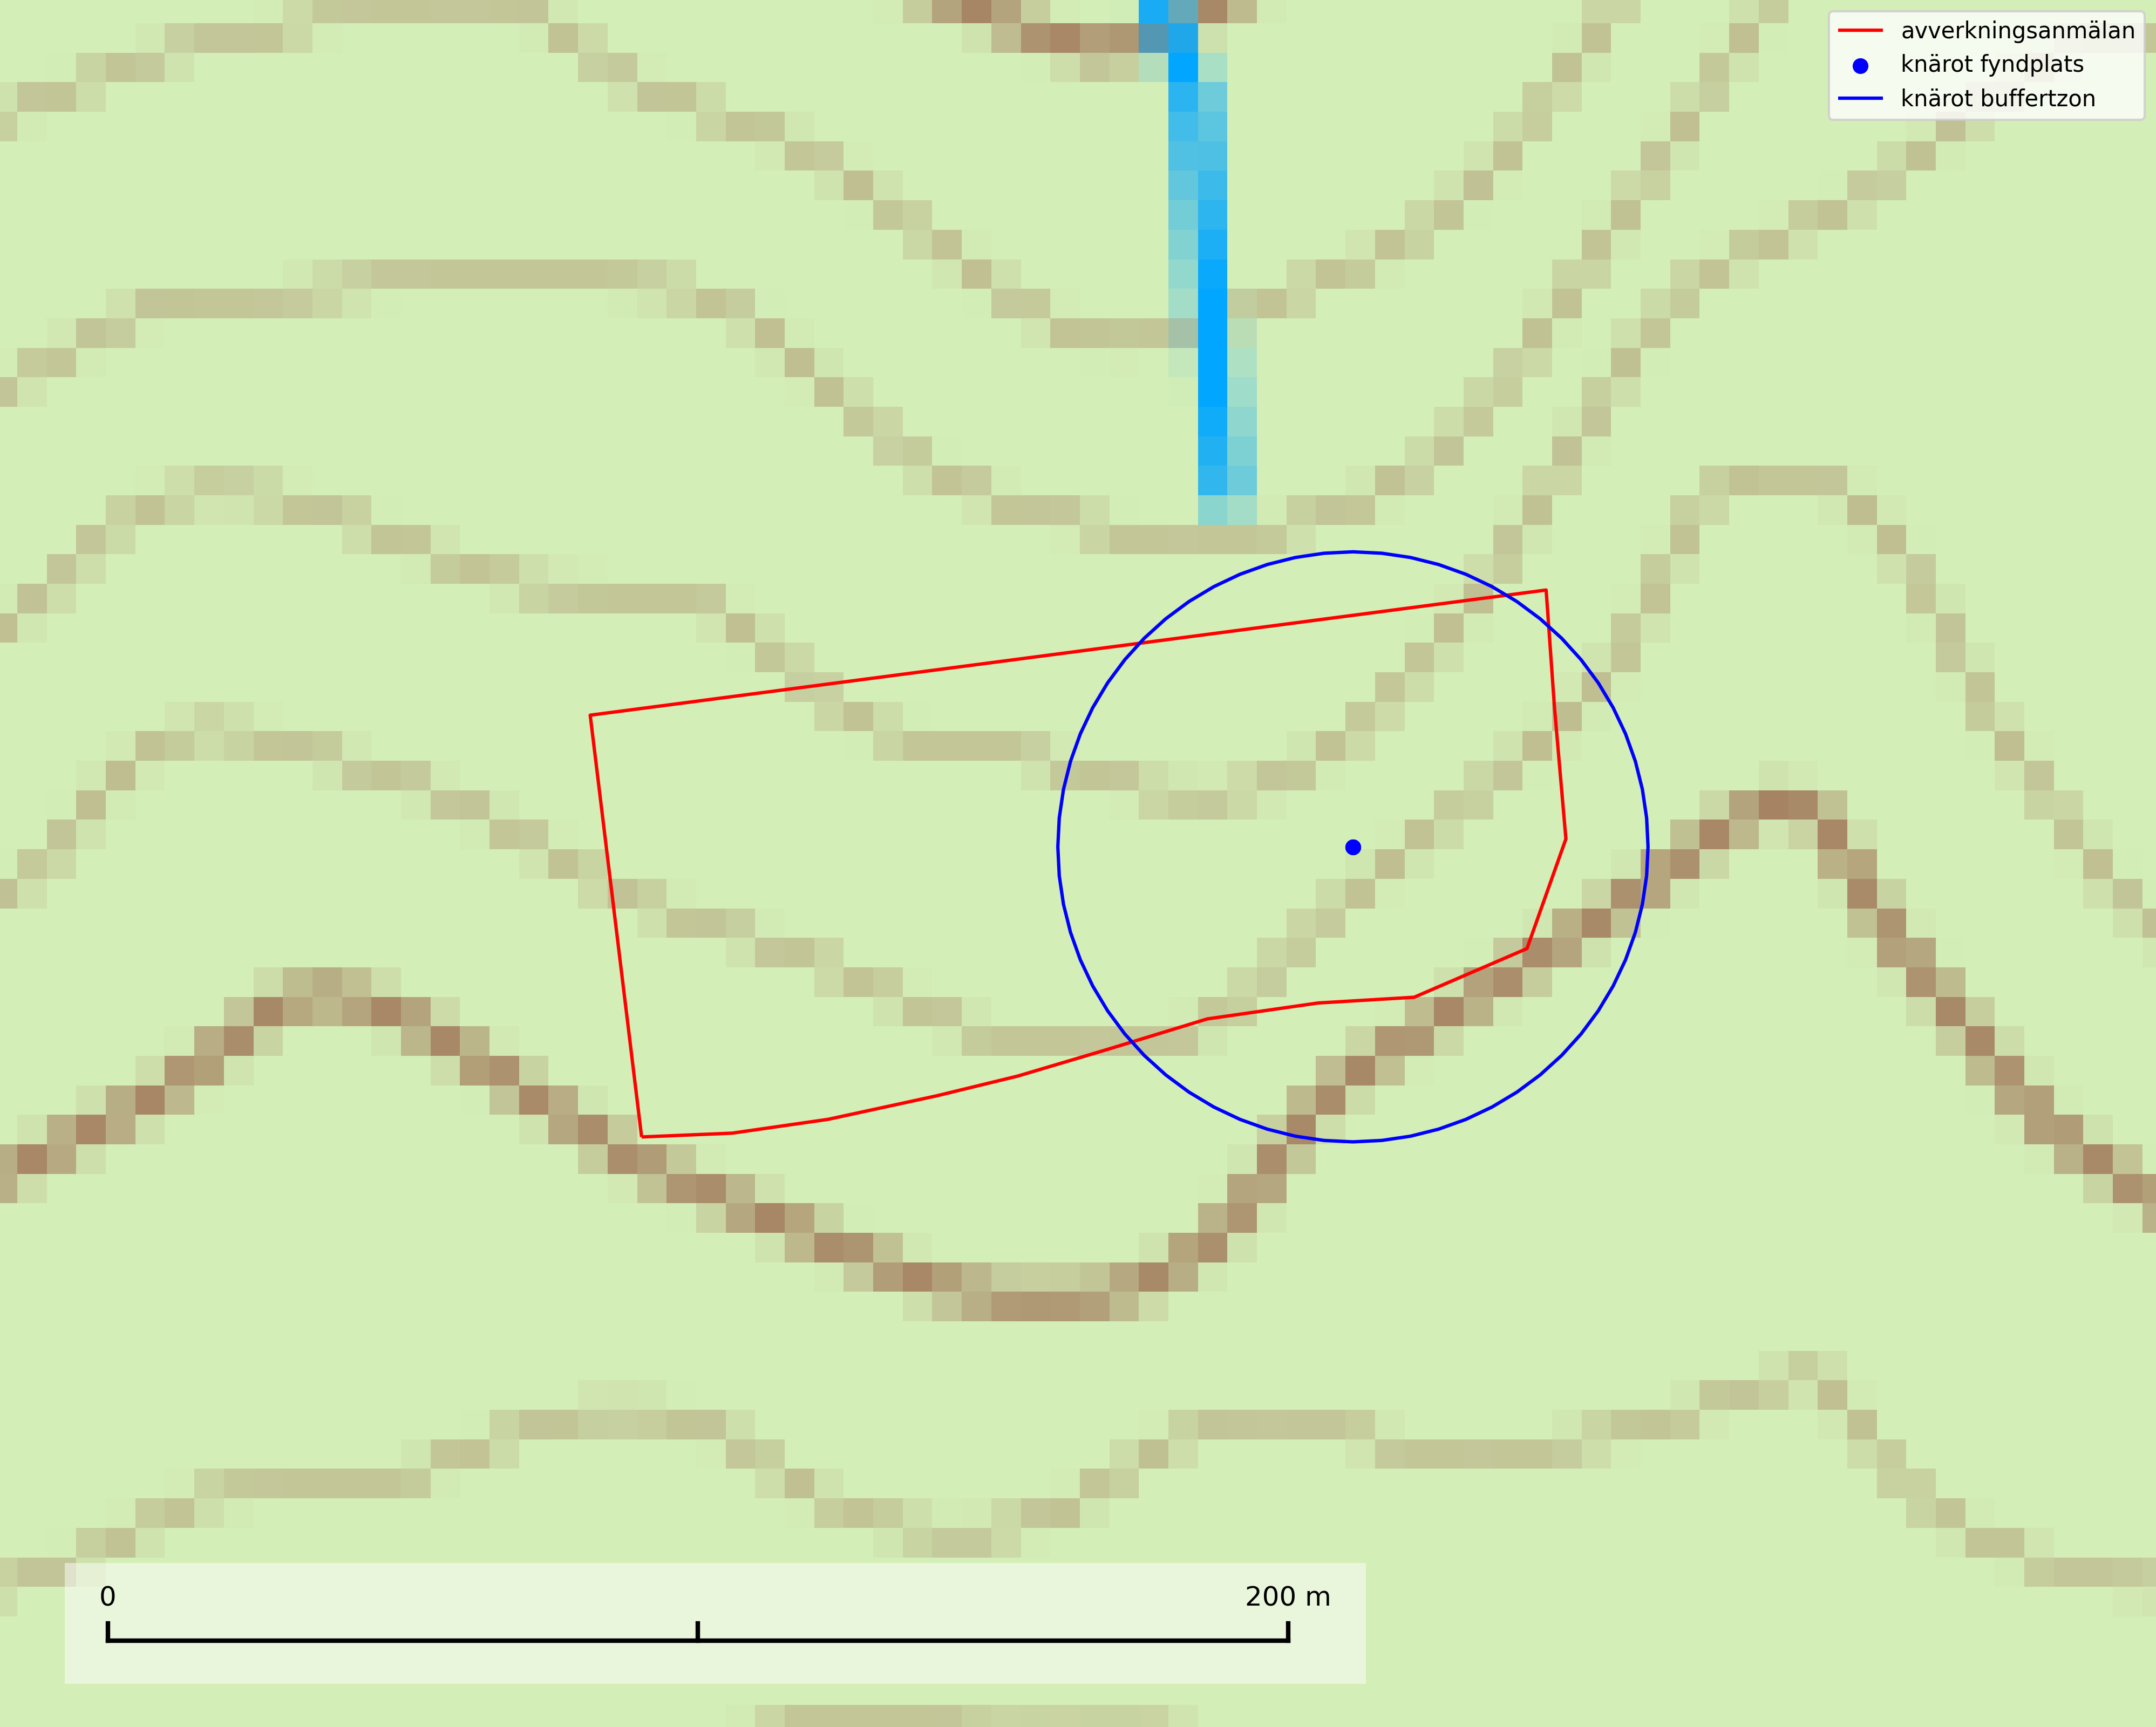 avverkningsanmälan
knärot fyndplats
knärot buffertzon
0
200 m